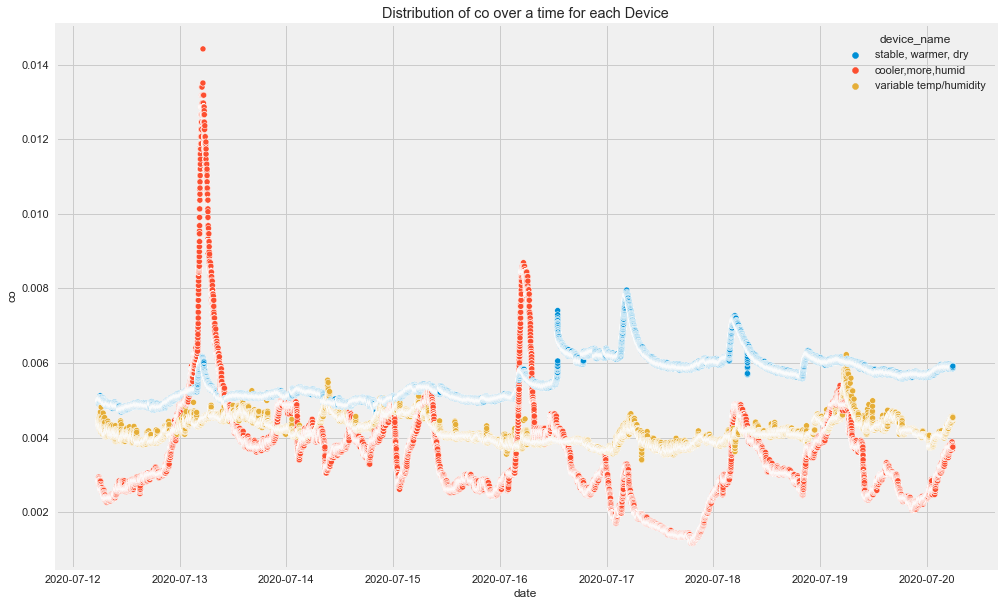 Distribution of co over a time for each Device
device_name
stable, warmer, dry
cooler,more,humid
variable temp/humidity
0.014
0.012
0.010
0.008
0.006
0.004
0.002
co
2020-07-12
2020-07-13
2020-07-14
2020-07-15
2020-07-16
2020-07-17
2020-07-18
2020-07-19
2020-07-20
date